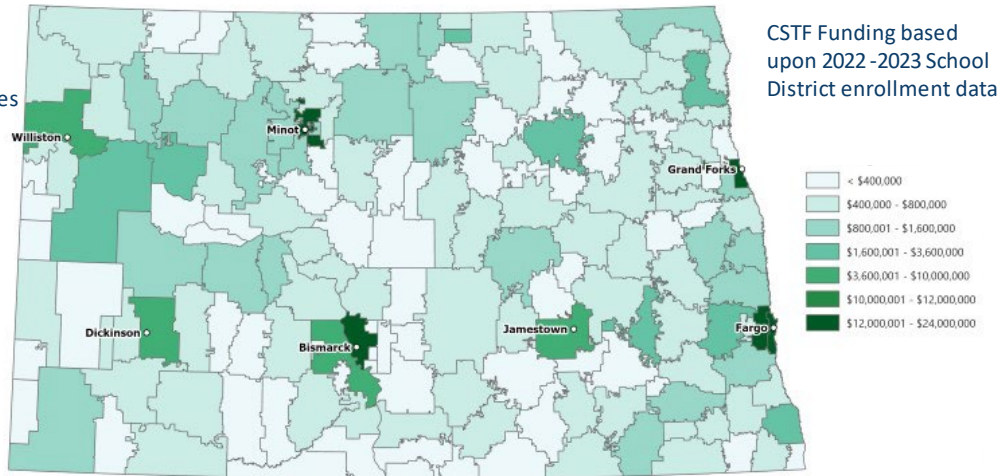 CSTF Funding based
upon 2022 -2023 School
District enrollment data
es
Williston
Minot
Grand Forks
Dickinson
Bismarck
Jamestown
Fargo
< $400,000
$400,000 - $800,000
$800,001 - $1,600,000
$1,600,001 - $3,600,000
$3,600,001 - $10,000,000
$10,000,001 - $12,000,000
$12,000,001 - $24,000,000